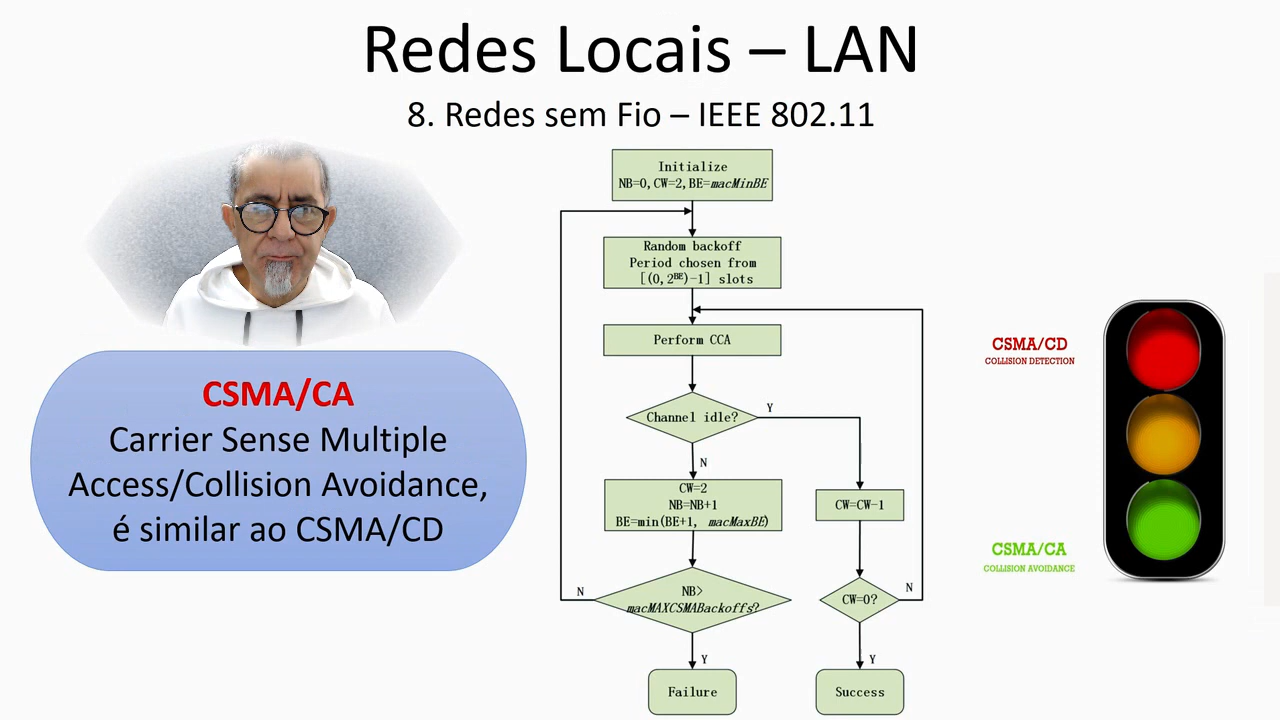 Redes Locais – LAN
8. Redes sem Fio – IEEE 802.11
CSMA/CA
Carrier Sense Multiple
Access/Collision Avoidance,
é similar ao CSMA/CD
Initialize
NB=0,CW=2,BE=macMinBE
Random backoff
Period chosen from
[(0,2ᴮᴱ)-1] slots
Perform CCA
Channel idle?
Y
N
CW=2
NB=NB+1
BE=min(BE+1, macMaxBE)
CW=CW-1
NB>
macMAXCSMABackoffs?
N
Y
CW=0?
N
Y
Failure
Success
CSMA/CD
COLLISION DETECTION
CSMA/CA
COLLISION AVOIDANCE